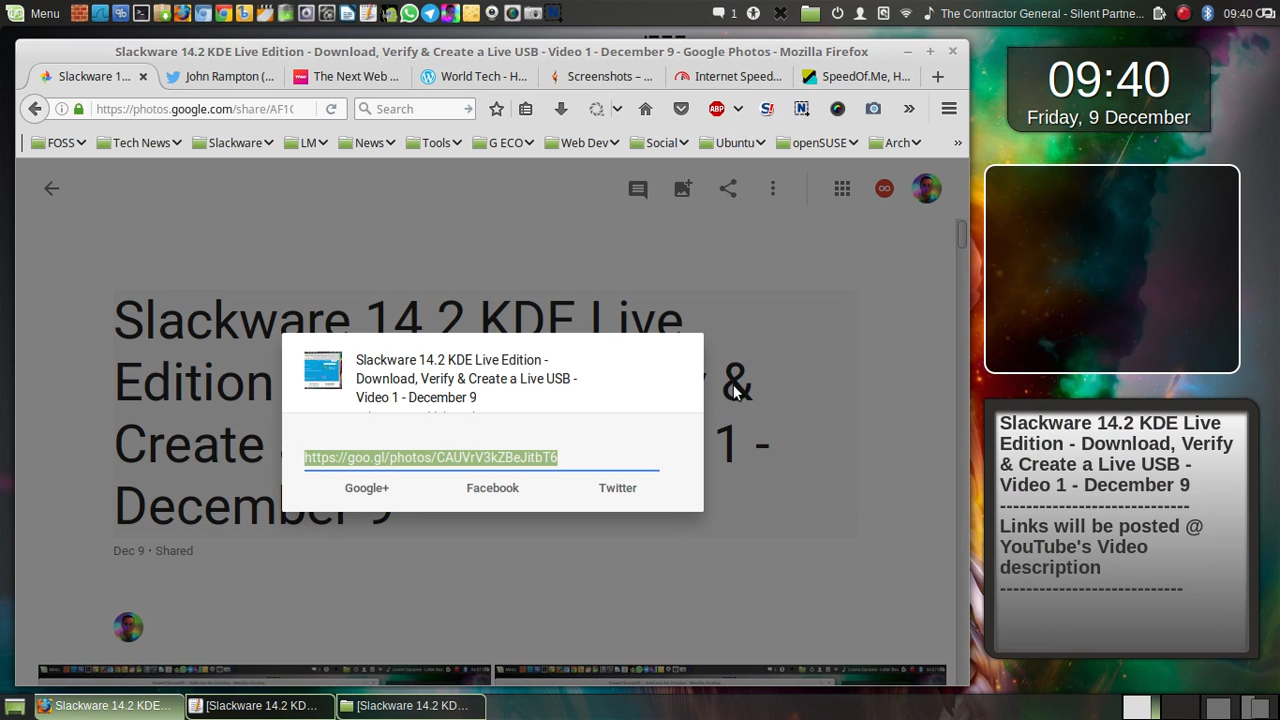 Menu
1
The Contractor General - Silent Partne...
09:40
Slackware 14.2 KDE Live Edition - Download, Verify & Create a Live USB - Video 1 - December 9 - Google Photos - Mozilla Firefox
Slackware 1...
John Rampton (...
The Next Web ...
World Tech - H...
Screenshots – ...
Internet Speed...
SpeedOf.Me, H...
https://photos.google.com/share/AF1
Search
ABP
FOSS
Tech News
Slackware
LM
News
Tools
G ECO
Web Dev
Social
Ubuntu
openSUSE
Arch
»
Slackware 14.2 KDE Live
Edition
&
Create
1 -
December 9
Dec 9 • Shared
Slackware 14.2 KDE Live Edition -
Download, Verify & Create a Live USB -
Video 1 - December 9
https://goo.gl/photos/CAUVrV3kZBeJitbT6
Google+
Facebook
Twitter
09:40
Friday, 9 December
Slackware 14.2 KDE Live
Edition - Download, Verify
& Create a Live USB -
Video 1 - December 9
----------------------------
Links will be posted @
YouTube's Video
description
---------------------------
Slackware 14.2 KDE...
[Slackware 14.2 KD...
[Slackware 14.2 KD...